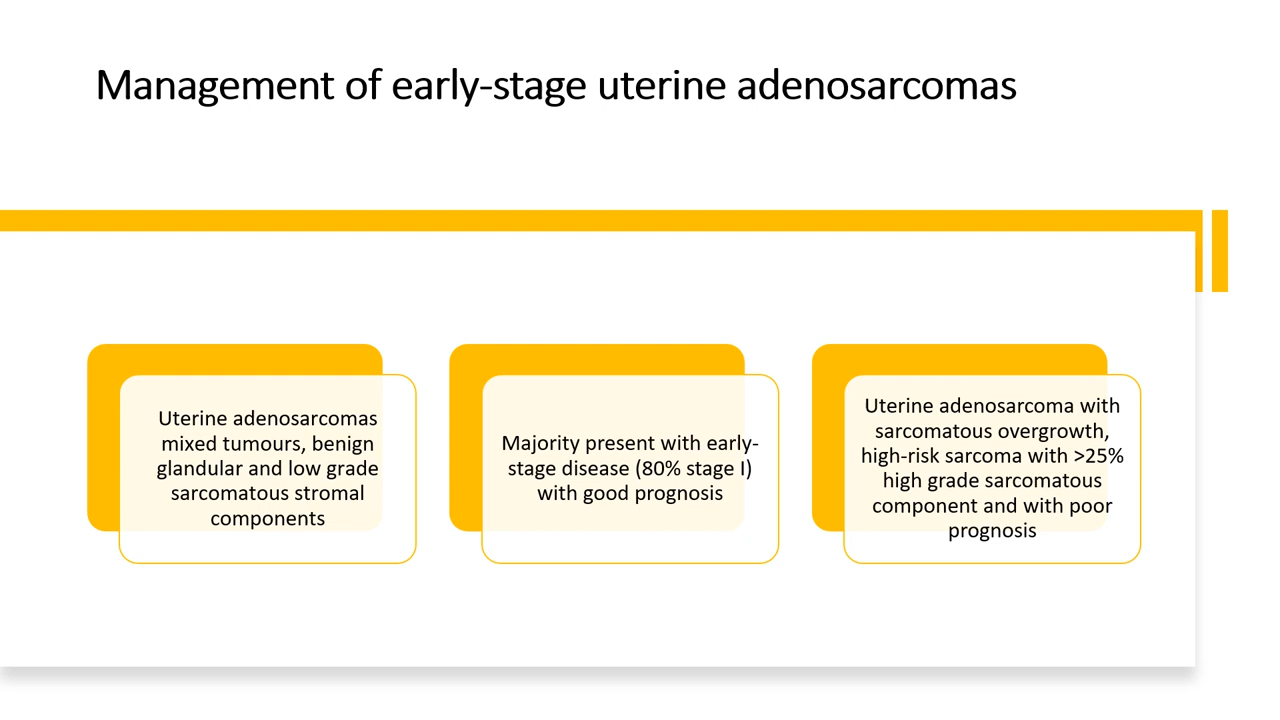 Management of early-stage uterine adenosarcomas
Uterine adenosarcomas
mixed tumours, benign
glandular and low grade
sarcomatous stromal
components
Majority present with early-
stage disease (80% stage I)
with good prognosis
Uterine adenosarcoma with
sarcomatous overgrowth,
high-risk sarcoma with >25%
high grade sarcomatous
component and with poor
prognosis